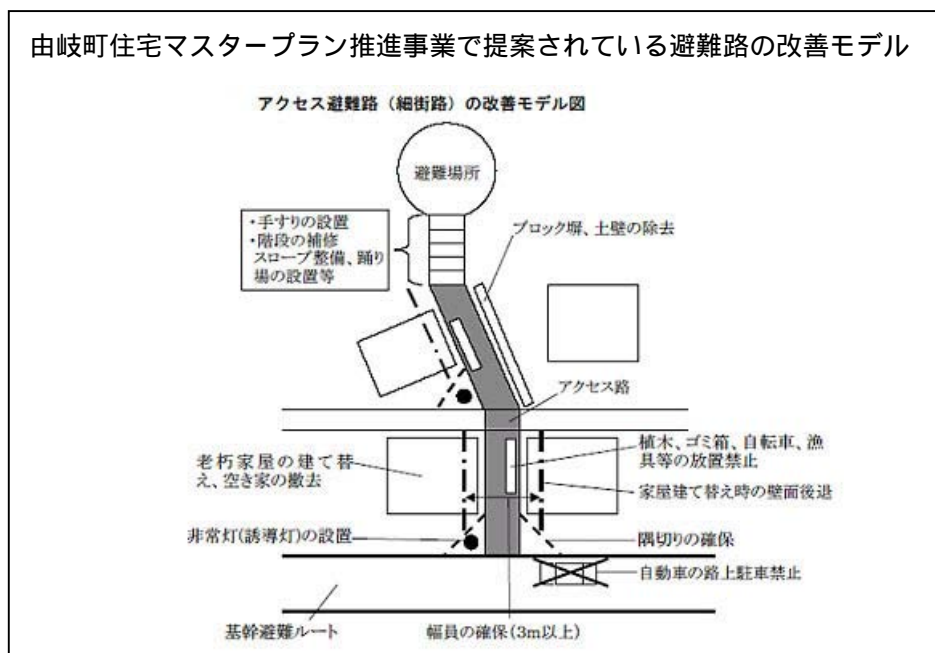 由岐町住宅マスタープラン推進事業で提案されている避難路の改善モデル
アクセス避難路（細街路）の改善モデル図
避難場所
・手すりの設置
・階段の補修
スロープ整備、踊り
場の設置等
ブロック塀、土壁の除去
アクセス路
老朽家屋の建て替
え、空き家の撤去
植木、ゴミ箱、自転車、漁
具等の放置禁止
家屋建て替え時の壁面後退
非常灯(誘導灯)の設置
隅切りの確保
自動車の路上駐車禁止
基幹避難ルート
幅員の確保(3m以上)